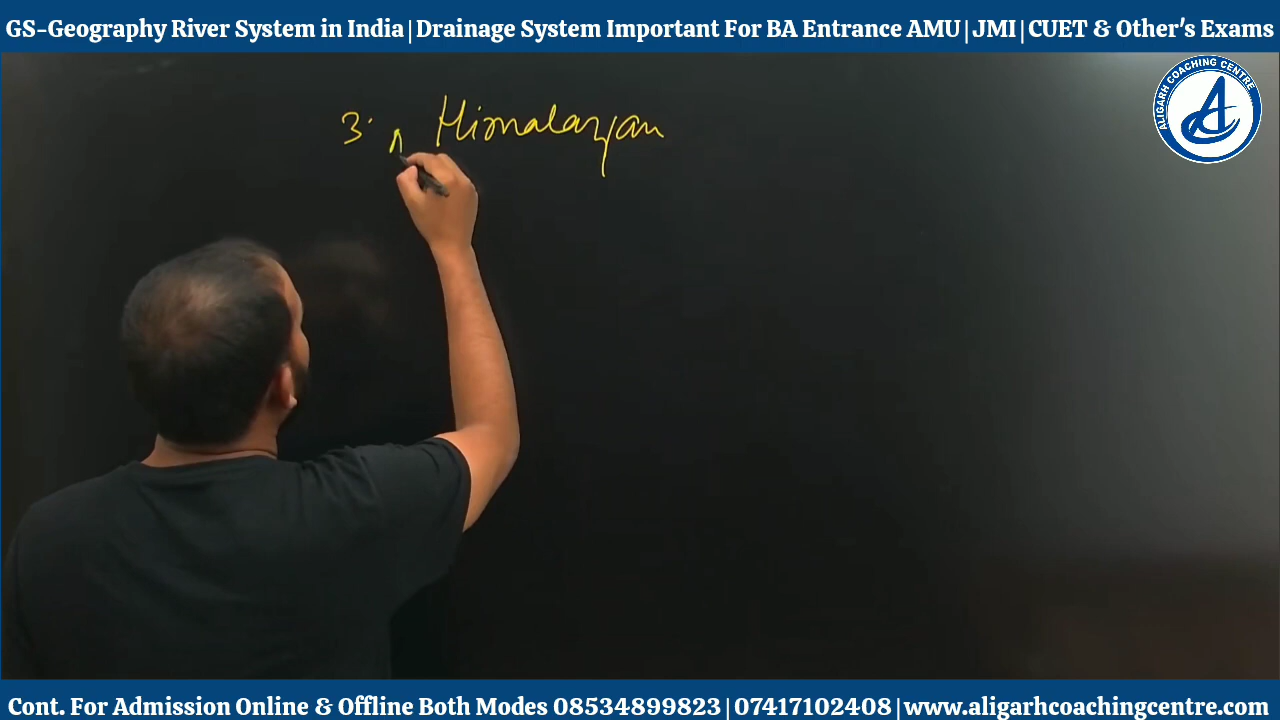 GS-Geography River System in India|Drainage System Important For BA Entrance AMU|JMI|CUET & Other's Exams
ALIGARH COACHING CENTRE
A
3. Himalayan
Cont. For Admission Online & Offline Both Modes 08534899823|07417102408|www.aligarhcoachingcentre.com